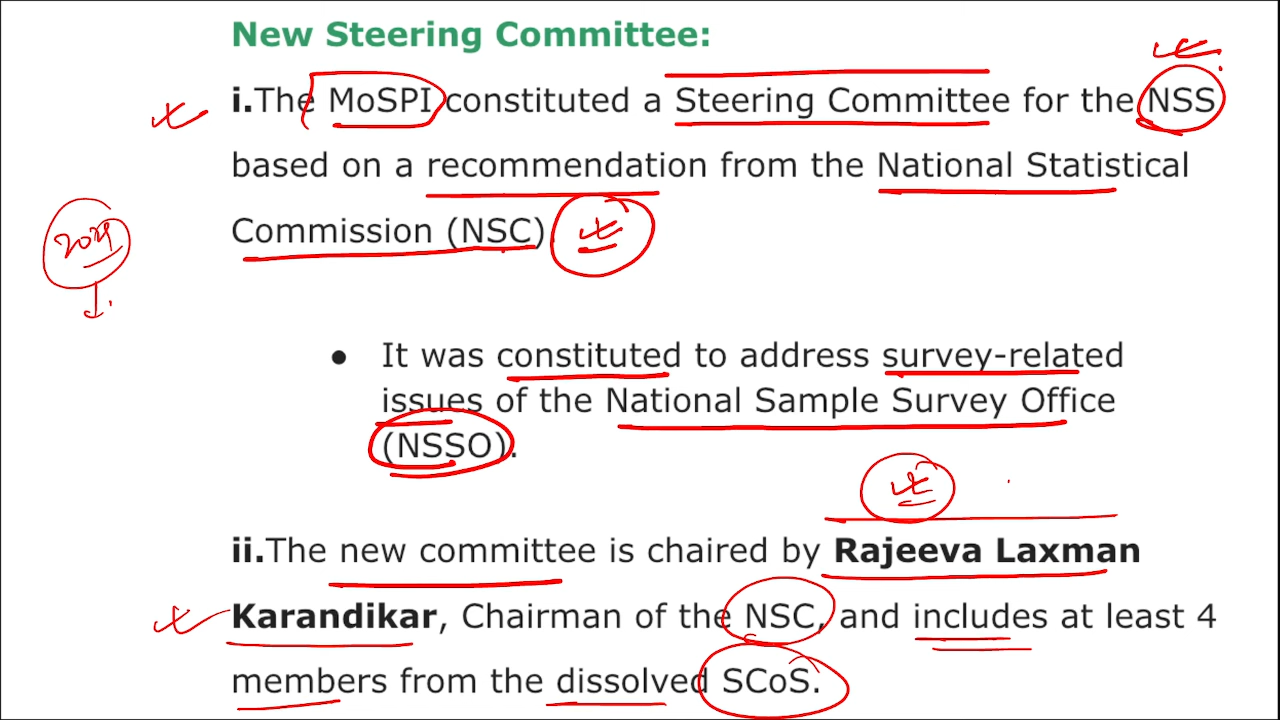 New Steering Committee:
i.The MoSPI constituted a Steering Committee for the NSS
based on a recommendation from the National Statistical
Commission (NSC)
● It was constituted to address survey-related
issues of the National Sample Survey Office
(NSSO).
ii.The new committee is chaired by Rajeeva Laxman
Karandikar, Chairman of the NSC, and includes at least 4
members from the dissolved SCoS.